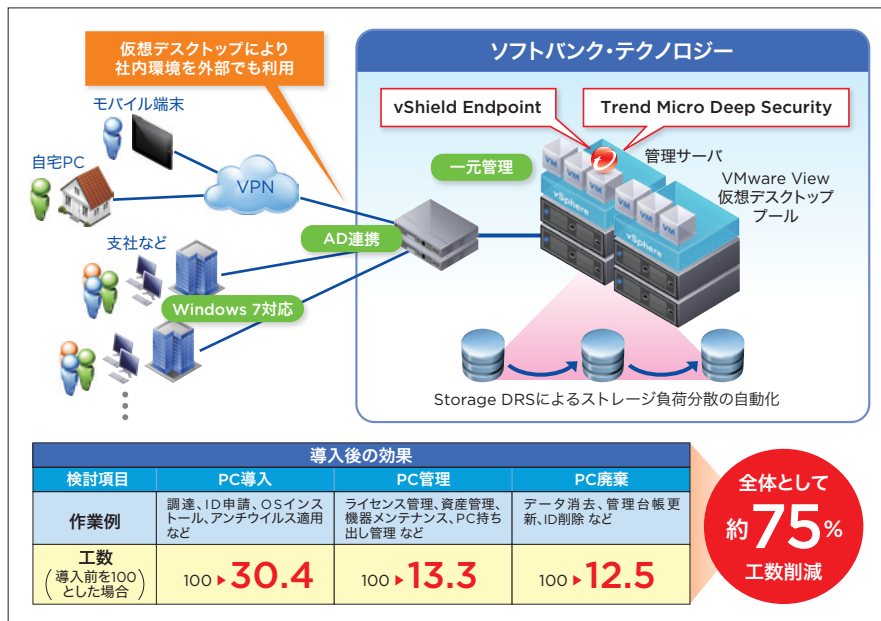 仮想デスクトップにより
社内環境を外部でも利用
ソフトバンク・テクノロジー
モバイル端末
自宅PC
VPN
支社など
AD連携
Windows 7対応
vShield Endpoint
Trend Micro Deep Security
一元管理
管理サーバ
VMware View
仮想デスクトップ
プール
VM
VM
VM
VM
VM
VM
vSphere
vSphere
Storage DRSによるストレージ負荷分散の自動化
導入後の効果
検討項目
PC導入
PC管理
PC廃棄
作業例
調達、ID申請、OSインス
トール、アンチウイルス適用
など
ライセンス管理、資産管理、
機器メンテナンス、PC持ち
出し管理 など
データ消去、管理台帳更
新、ID削除 など
工数
(導入前を100
とした場合)
100 ▶ 30.4
100 ▶ 13.3
100 ▶ 12.5
全体として
約75%
工数削減